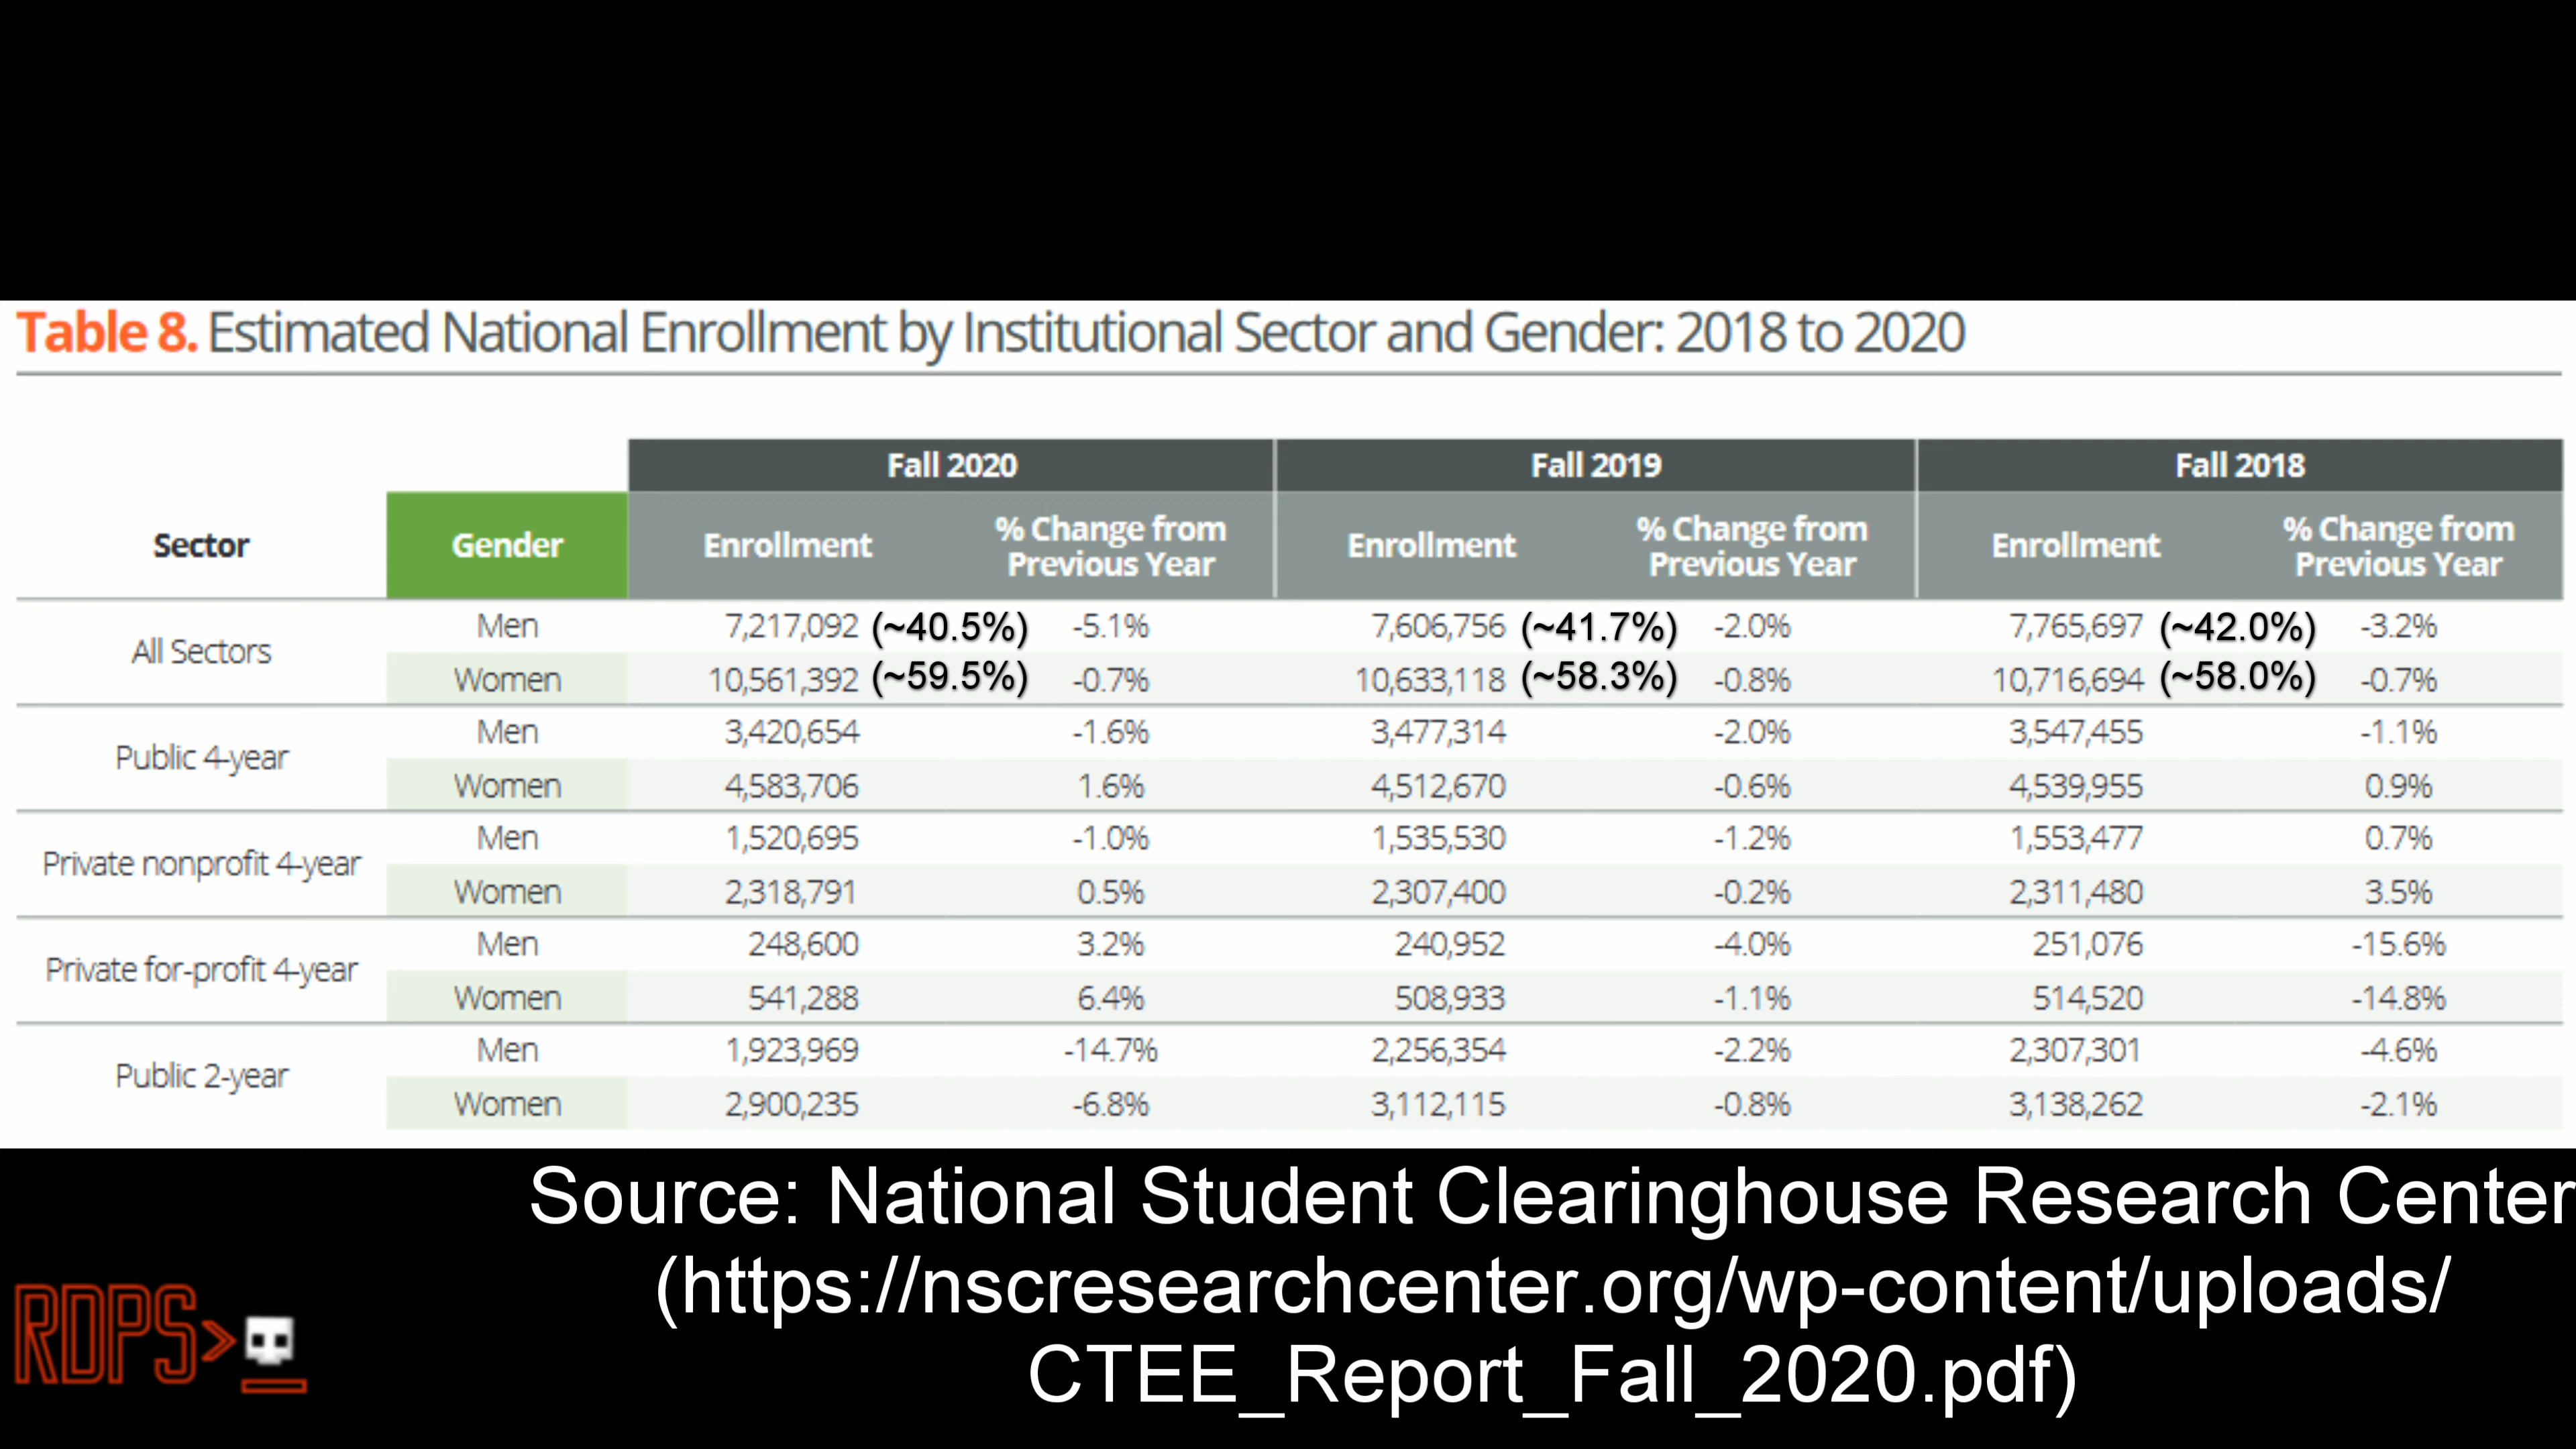 Table 8. Estimated National Enrollment by Institutional Sector and Gender: 2018 to 2020
Fall 2020 Fall 2019 Fall 2018
Sector Gender Enrollment % Change from Previous Year Enrollment % Change from Previous Year Enrollment % Change from Previous Year
All Sectors Men 7,217,092 (~40.5%) -5.1% 7,606,756 (~41.7%) -2.0% 7,765,697 (~42.0%) -3.2%
Women 10,561,392 (~59.5%) -0.7% 10,633,118 (~58.3%) -0.8% 10,716,694 (~58.0%) -0.7%
Public 4-year Men 3,420,654 -1.6% 3,477,314 -2.0% 3,547,455 -1.1%
Women 4,583,706 1.6% 4,512,670 -0.6% 4,539,955 0.9%
Private nonprofit 4-year Men 1,520,695 -1.0% 1,535,530 -1.2% 1,553,477 0.7%
Women 2,318,791 0.5% 2,307,400 -0.2% 2,311,480 3.5%
Private for-profit 4-year Men 248,600 3.2% 240,952 -4.0% 251,076 -15.6%
Women 541,288 6.4% 508,933 -1.1% 514,520 -14.8%
Public 2-year Men 1,923,969 -14.7% 2,256,354 -2.2% 2,307,301 -4.6%
Women 2,900,235 -6.8% 3,112,115 -0.8% 3,138,262 -2.1%
Source: National Student Clearinghouse Research Center
(https://nscresearchcenter.org/wp-content/uploads/
CTEE_Report_Fall_2020.pdf)
RDPS>_